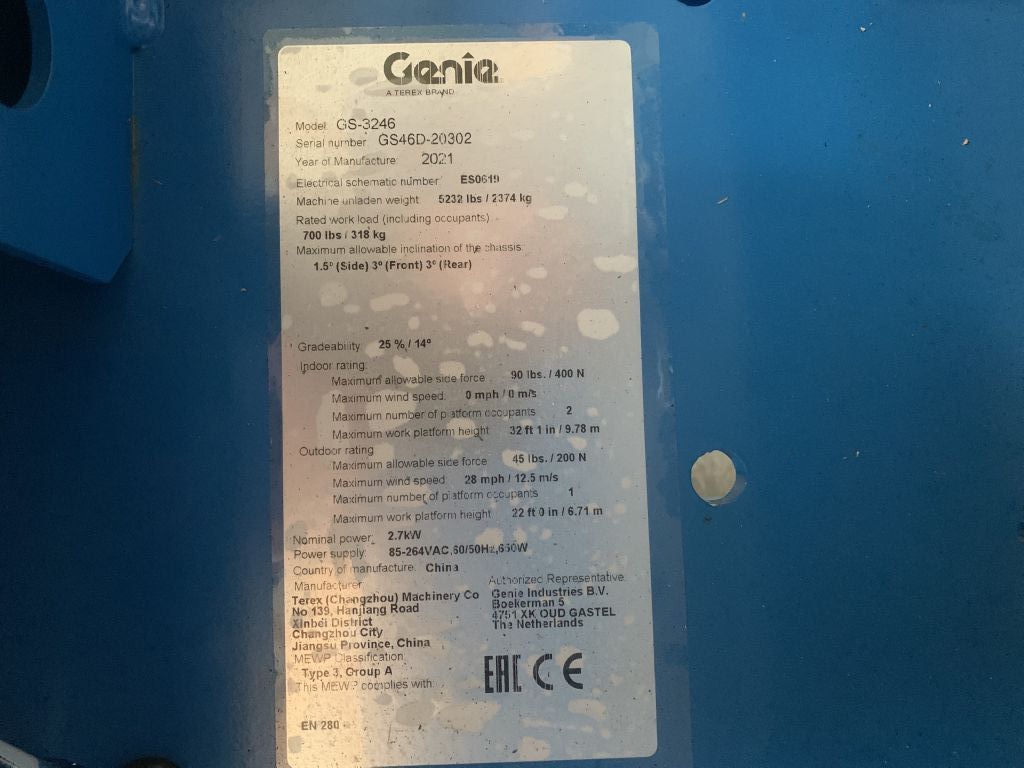 Genie
A TEREX BRAND
Model: GS-3246
Serial number: GS46D-20302
Year of Manufacture: 2021
Electrical schematic number: ES0619
Machine unladen weight: 5232 lbs / 2374 kg
Rated work load (including occupants):
700 lbs / 318 kg
Maximum allowable inclination of the chassis:
1.5º (Side) 3º (Front) 3º (Rear)
Gradeability: 25 % / 14º
Indoor rating:
Maximum allowable side force 90 lbs. / 400 N
Maximum wind speed: 0 mph / 0 m/s
Maximum number of platform occupants 2
Maximum work platform height 32 ft 1 in / 9.78 m
Outdoor rating
Maximum allowable side force 45 lbs. / 200 N
Maximum wind speed 28 mph / 12.5 m/s
Maximum number of platform occupants 1
Maximum work platform height 22 ft 0 in / 6.71 m
Nominal power: 2.7kW
Power supply: 85-264VAC,60/50Hz,650W
Country of manufacture: China
Manufacturer
Terex (Changzhou) Machinery Co
No 139, Hanjiang Road
Xinbei District
Changzhou City
Jiangsu Province, China
Authorized Representative:
Genie Industries B.V.
Boekerman 5
4751 XK OUD GASTEL
The Netherlands
MEWP Classification:
Type 3, Group A
This MEWP complies with:
EAC CE
EN 280